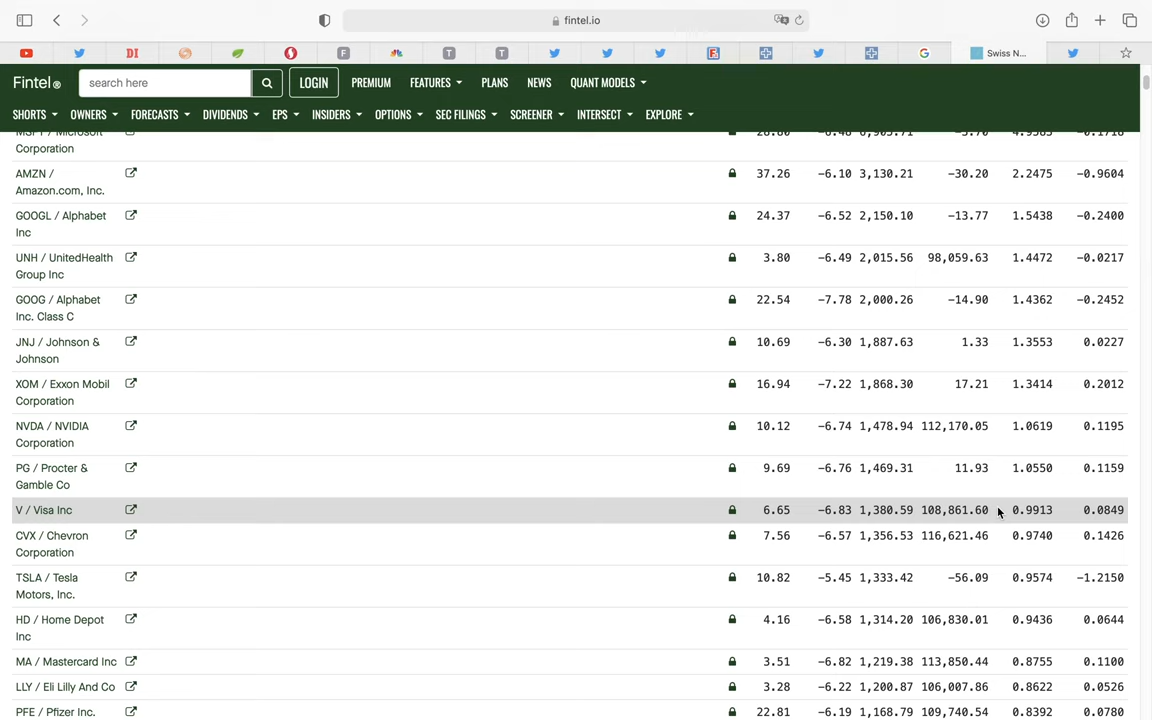 fintel.io
DI
F
T
T
F
G
Swiss N...
Fintel®
search here
LOGIN
PREMIUM
FEATURES
PLANS
NEWS
QUANT MODELS
SHORTS
OWNERS
FORECASTS
DIVIDENDS
EPS
INSIDERS
OPTIONS
SEC FILINGS
SCREENER
INTERSECT
EXPLORE
MSFT / Microsoft
Corporation
AMZN / 37.26 -6.10 3,130.21 -30.20 2.2475 -0.9604
Amazon.com, Inc.
GOOGL / Alphabet 24.37 -6.52 2,150.10 -13.77 1.5438 -0.2400
Inc
UNH / UnitedHealth 3.80 -6.49 2,015.56 98,059.63 1.4472 -0.0217
Group Inc
GOOG / Alphabet 22.54 -7.78 2,000.26 -14.90 1.4362 -0.2452
Inc. Class C
JNJ / Johnson & 10.69 -6.30 1,887.63 1.33 1.3553 0.0227
Johnson
XOM / Exxon Mobil 16.94 -7.22 1,868.30 17.21 1.3414 0.2012
Corporation
NVDA / NVIDIA 10.12 -6.74 1,478.94 112,170.05 1.0619 0.1195
Corporation
PG / Procter & 9.69 -6.76 1,469.31 11.93 1.0550 0.1159
Gamble Co
V / Visa Inc 6.65 -6.83 1,380.59 108,861.60 0.9913 0.0849
CVX / Chevron 7.56 -6.57 1,356.53 116,621.46 0.9740 0.1426
Corporation
TSLA / Tesla 10.82 -5.45 1,333.42 -56.09 0.9574 -1.2150
Motors, Inc.
HD / Home Depot 4.16 -6.58 1,314.20 106,830.01 0.9436 0.0644
Inc
MA / Mastercard Inc 3.51 -6.82 1,219.38 113,850.44 0.8755 0.1100
LLY / Eli Lilly And Co 3.28 -6.22 1,200.87 106,007.86 0.8622 0.0526
PFE / Pfizer Inc. 22.81 -6.19 1,168.79 109,740.54 0.8392 0.0780